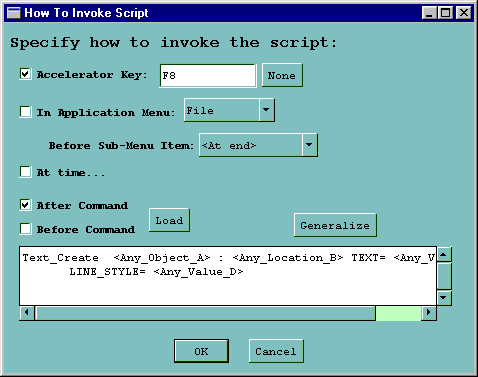 How To Invoke Script
Specify how to invoke the script:
Accelerator Key: F8 None
In Application Menu: File
Before Sub-Menu Item: <At end>
At time...
After Command
Load
Before Command
Generalize
Text_Create <Any_Object_A> : <Any_Location_B> TEXT= <Any_V
LINE_STYLE= <Any_Value_D>
OK Cancel